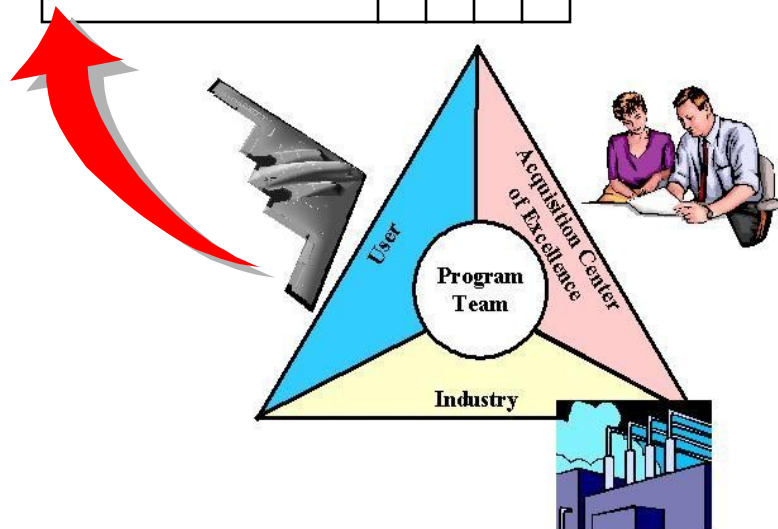 User
Acquisition Center
of Excellence
Program
Team
Industry